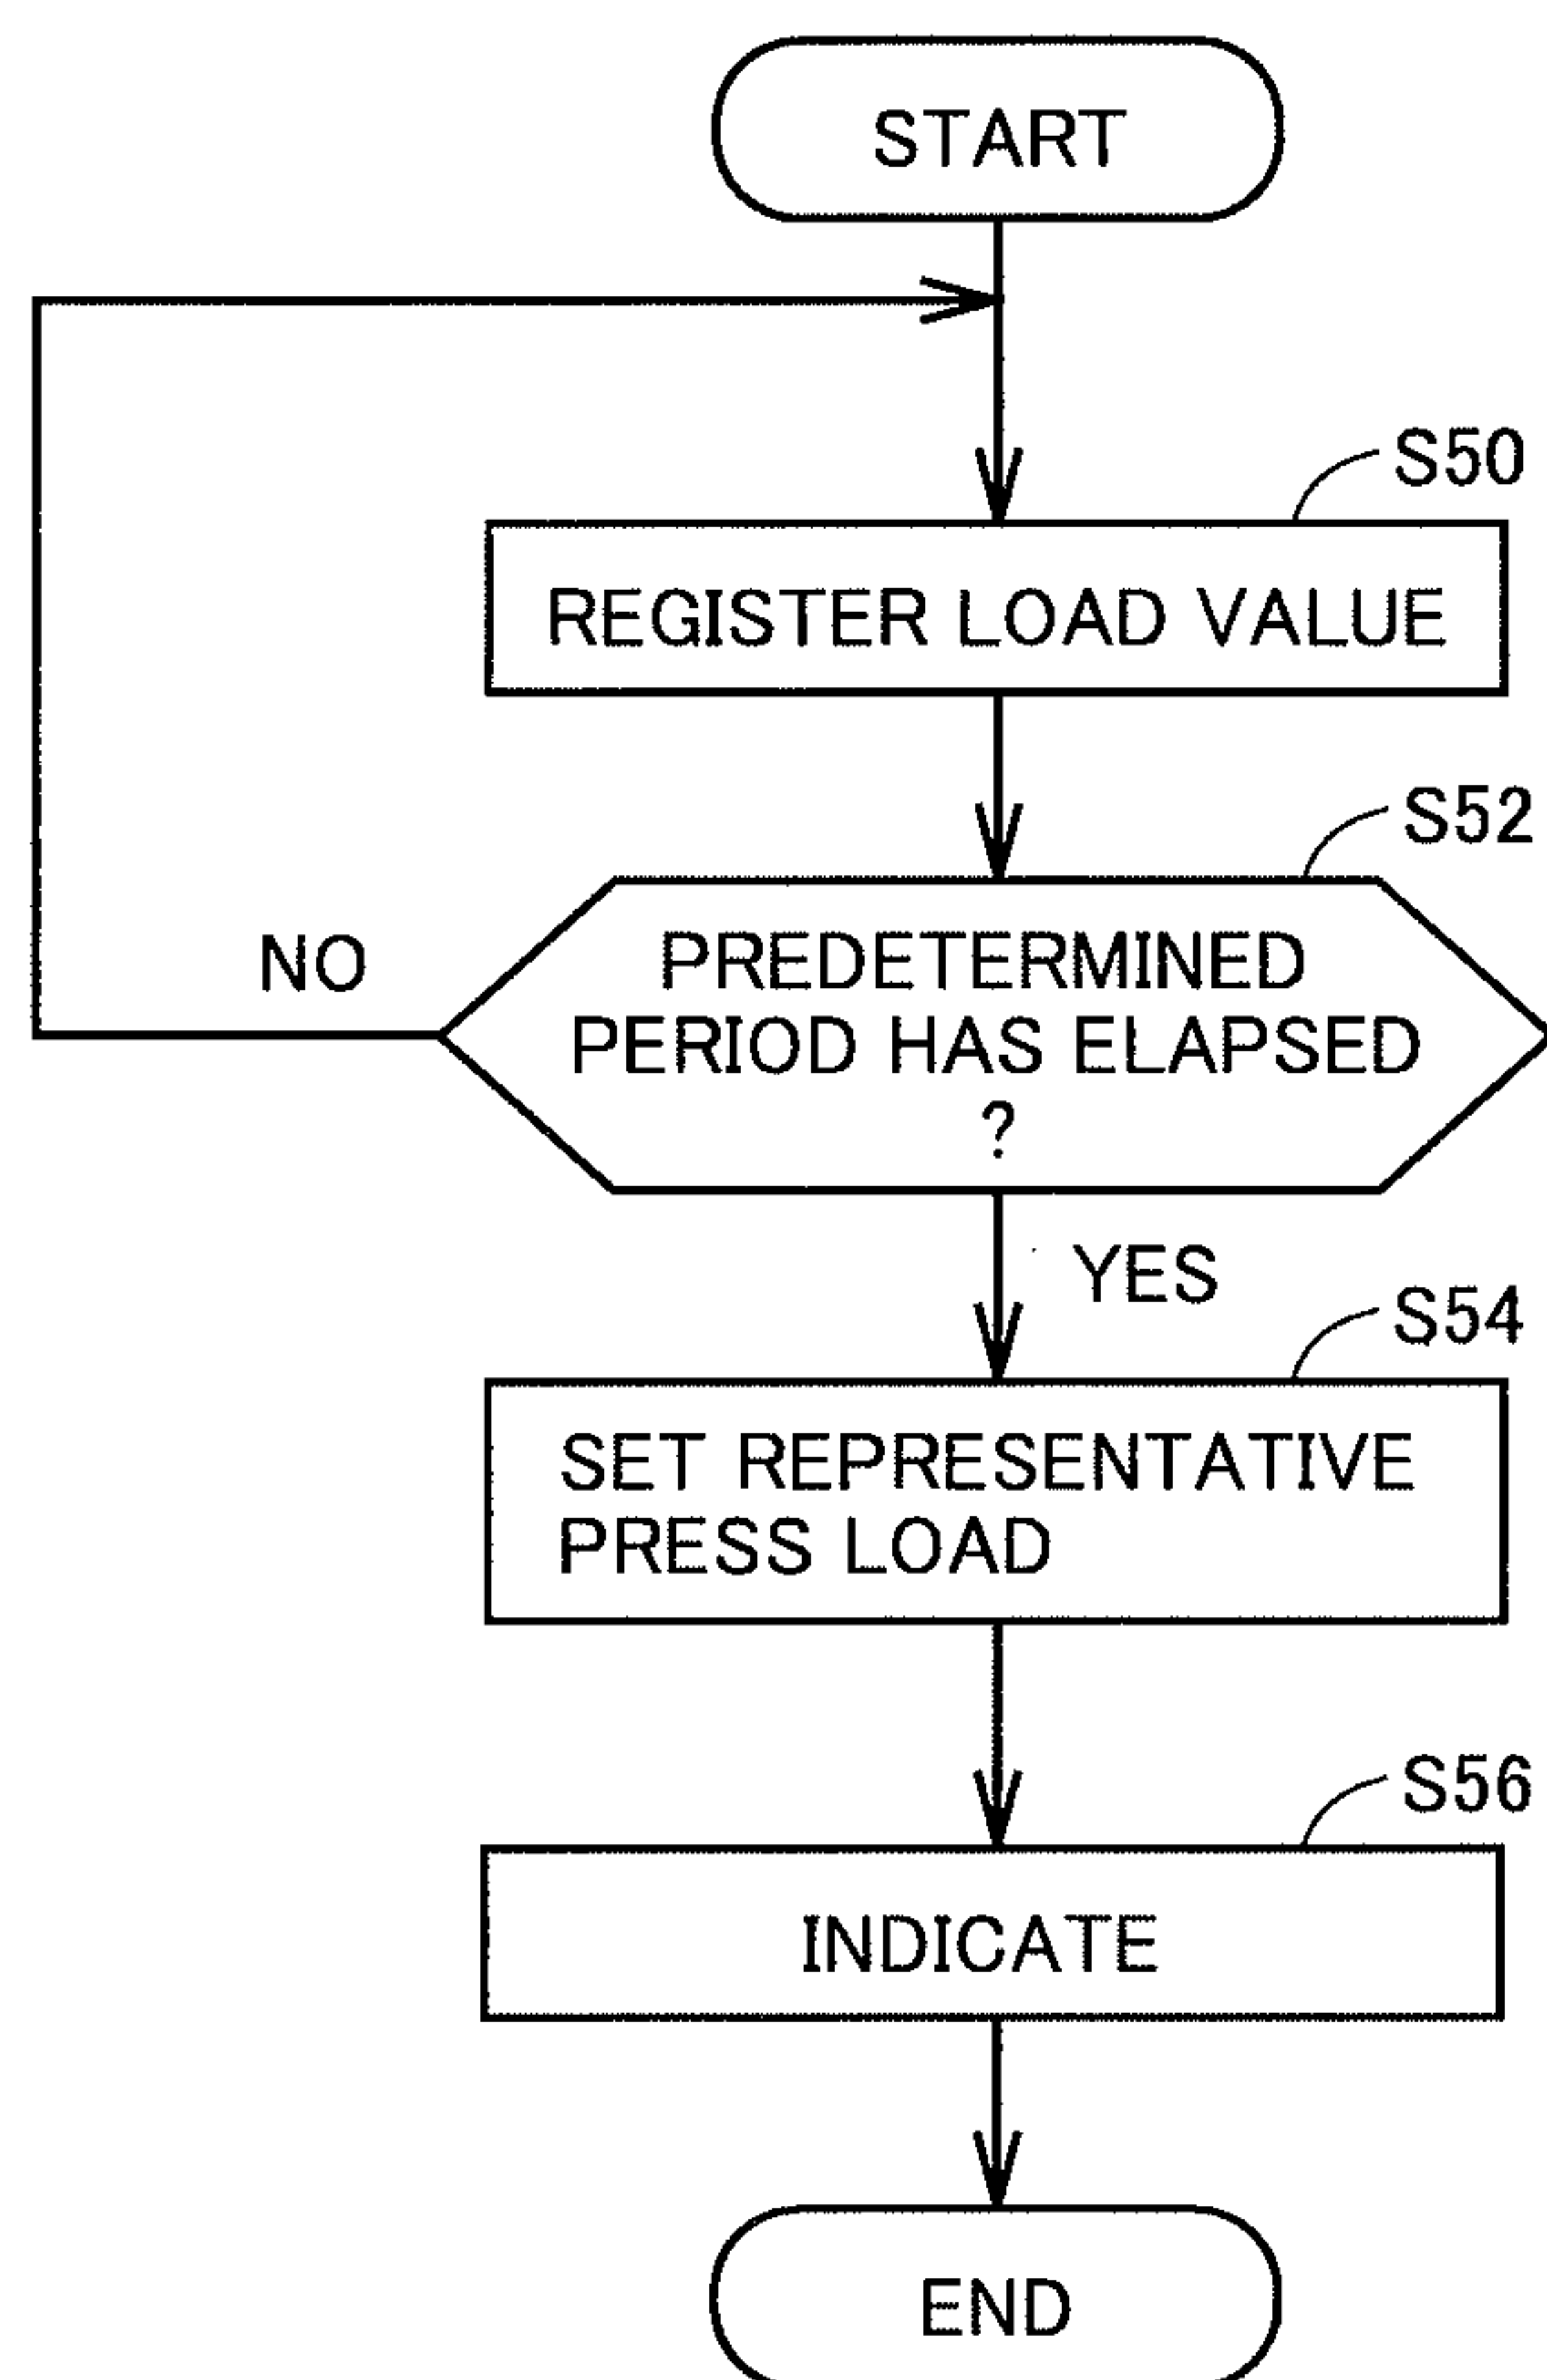 START
S50
REGISTER LOAD VALUE
S52
NO
PREDETERMINED
PERIOD HAS ELAPSED
?
YES
S54
SET REPRESENTATIVE
PRESS LOAD
S56
INDICATE
END